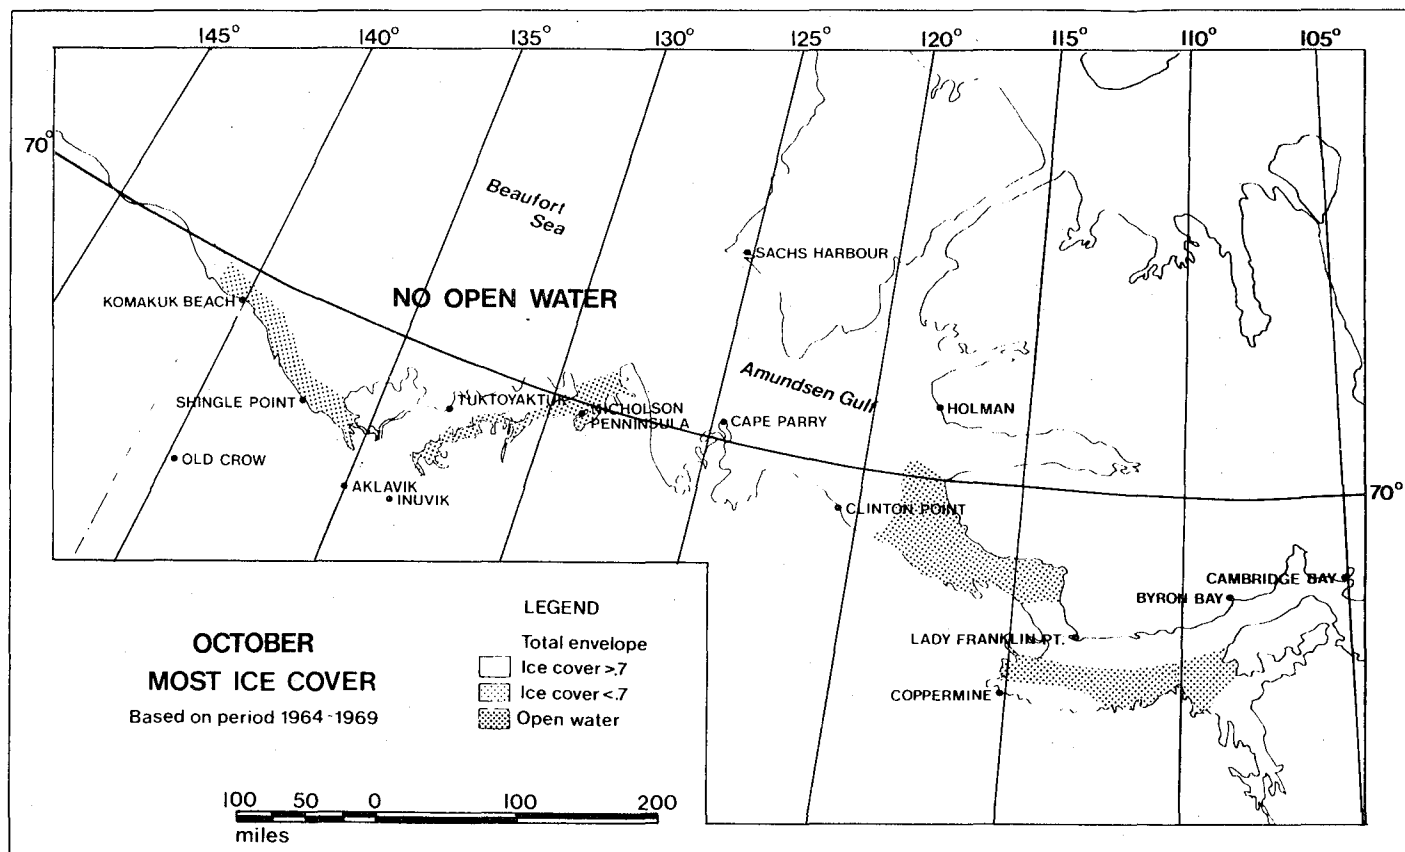 145° 140° 135° 130° 125° 120° 115° 110° 105°
70°
Beaufort
Sea
SACHS HARBOUR
KOMAKUK BEACH
NO OPEN WATER
Amundsen Gulf
SHINGLE POINT
TUKTOYAKTUK
NICHOLSON
PENNINSULA
CAPE PARRY
HOLMAN
OLD CROW
AKLAVIK
INUVIK
CLINTON POINT
70°
CAMBRIDGE BAY
BYRON BAY
LADY FRANKLIN PT.
COPPERMINE
OCTOBER
MOST ICE COVER
Based on period 1964-1969
LEGEND
Total envelope
Ice cover >.7
Ice cover <.7
Open water
100 50 0 100 200
miles